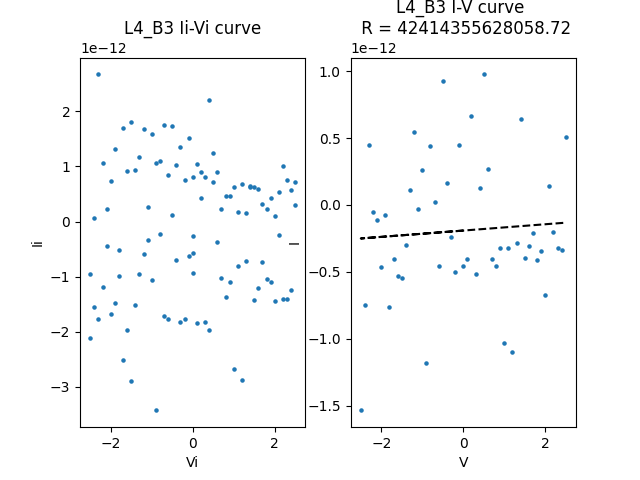 L4_B3 Ii-Vi curve
L4_B3 I-V curve
R = 42414355628058.72
1e−12
1e−12
2
1
0
−1
−2
−3
Ii
−2
0
2
Vi
1.0
0.5
0.0
−0.5
−1.0
−1.5
I
−2
0
2
V